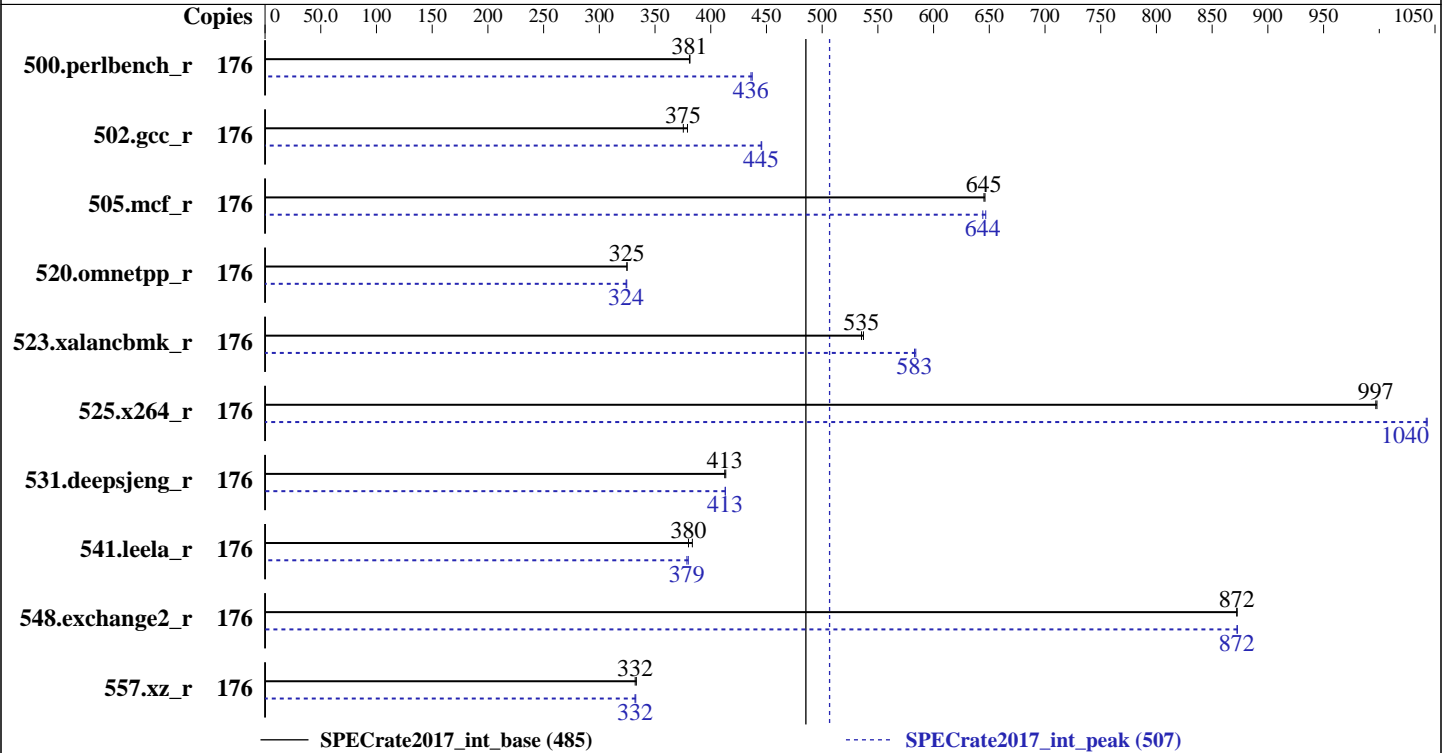 Copies 0 50.0 100 150 200 250 300 350 400 450 500 550 600 650 700 750 800 850 900 950 1050
381
500.perlbench_r 176
436
375
502.gcc_r 176
445
645
505.mcf_r 176
644
325
520.omnetpp_r 176
324
535
523.xalancbmk_r 176
583
997
525.x264_r 176
1040
413
531.deepsjeng_r 176
413
380
541.leela_r 176
379
872
548.exchange2_r 176
872
332
557.xz_r 176
332
SPECrate2017_int_base (485) SPECrate2017_int_peak (507)